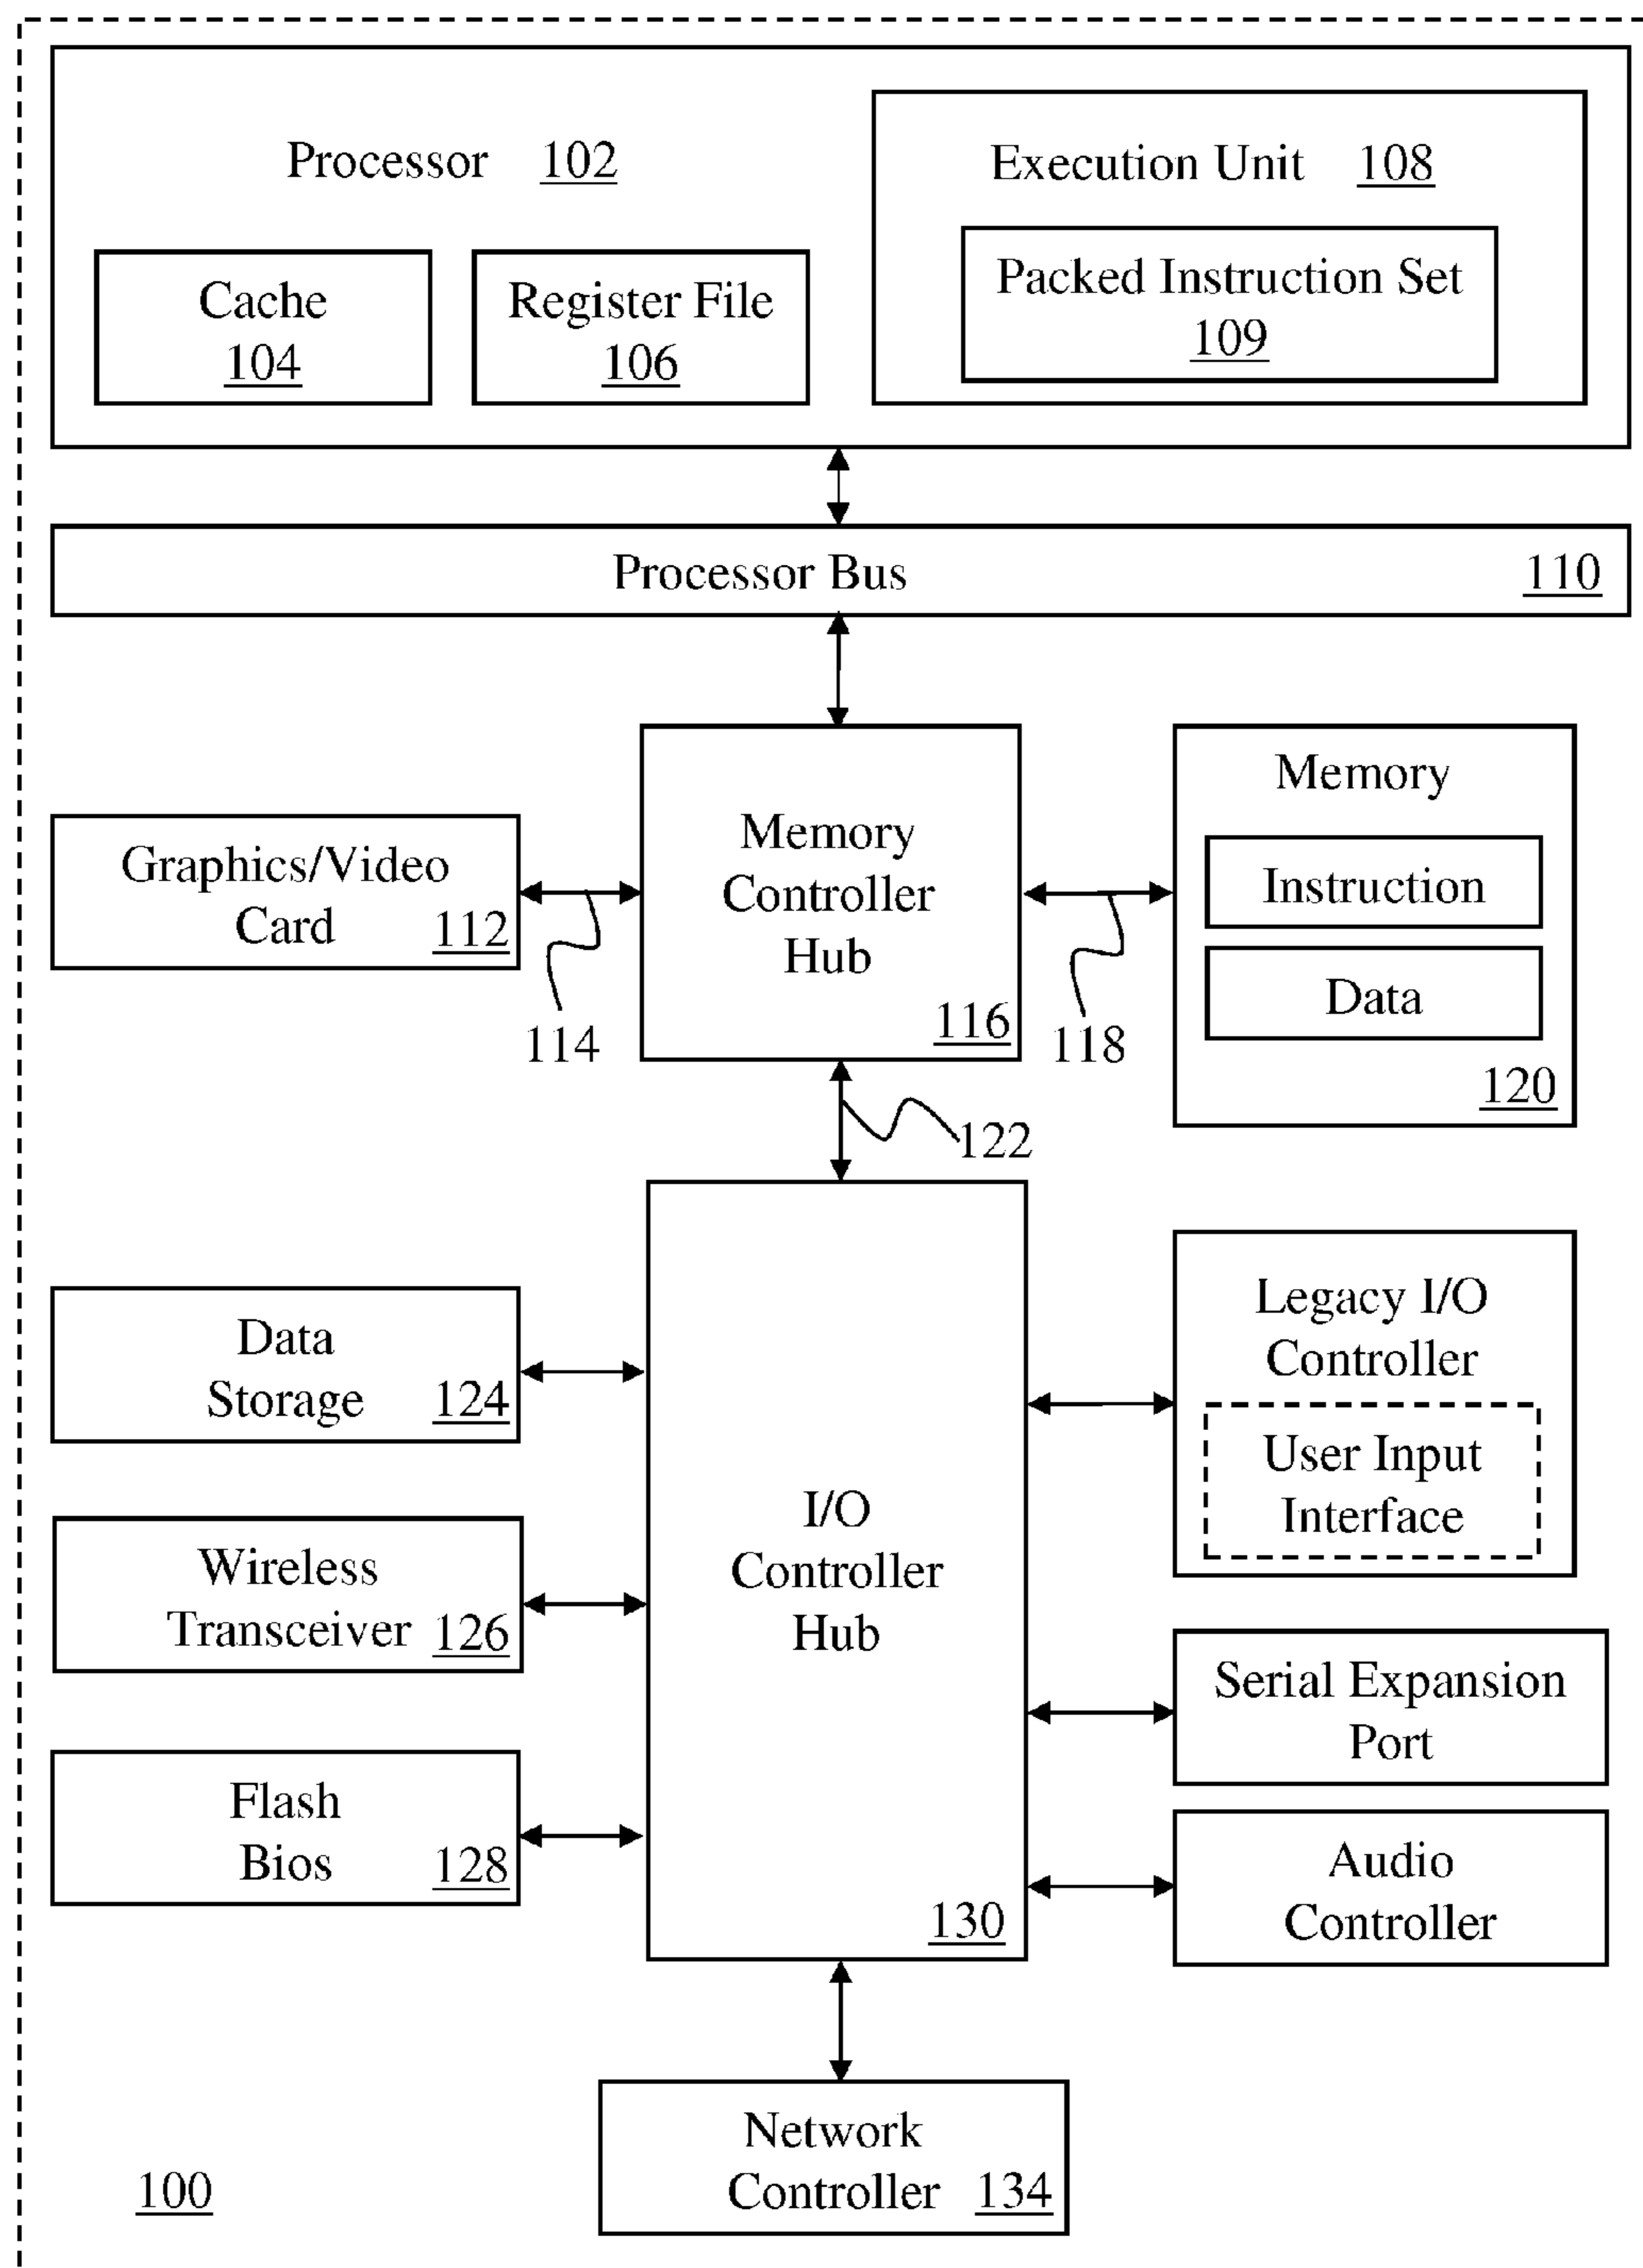 Processor 102
Execution Unit 108
Packed Instruction Set
109
Cache
104
Register File
106
Processor Bus 110
Graphics/Video
Card 112
114
Memory
Controller
Hub
116
118
Memory
Instruction
Data
120
122
Data
Storage 124
Wireless
Transceiver 126
Flash
Bios 128
I/O
Controller
Hub
130
Legacy I/O
Controller
User Input
Interface
Serial Expansion
Port
Audio
Controller
Network
Controller 134
100